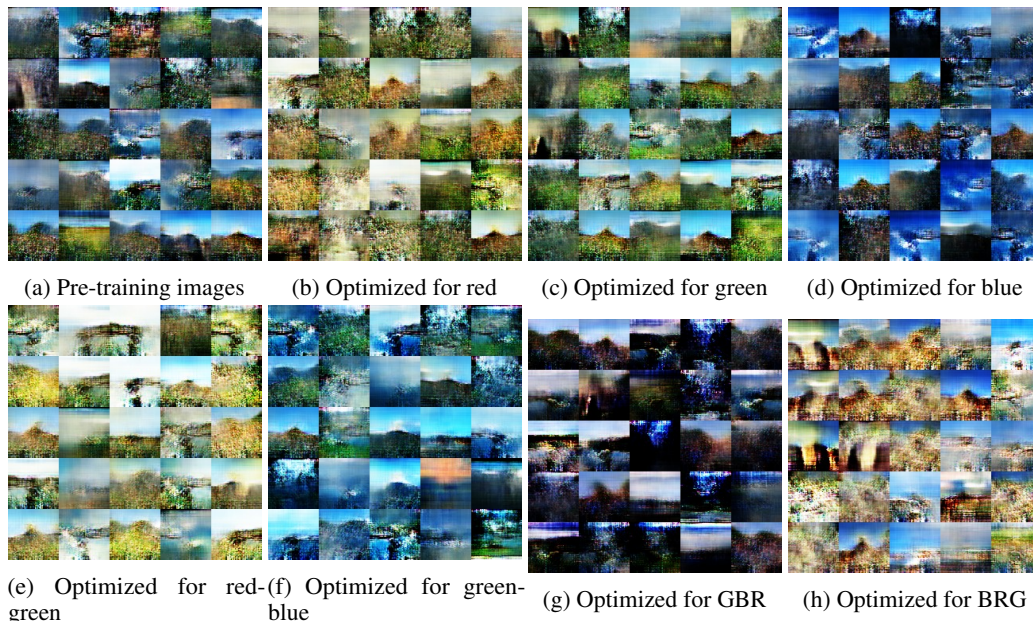 (a) Pre-training images
(b) Optimized for red
(c) Optimized for green
(d) Optimized for blue
(e) Optimized for red-
green
(f) Optimized for green-
blue
(g) Optimized for GBR
(h) Optimized for BRG